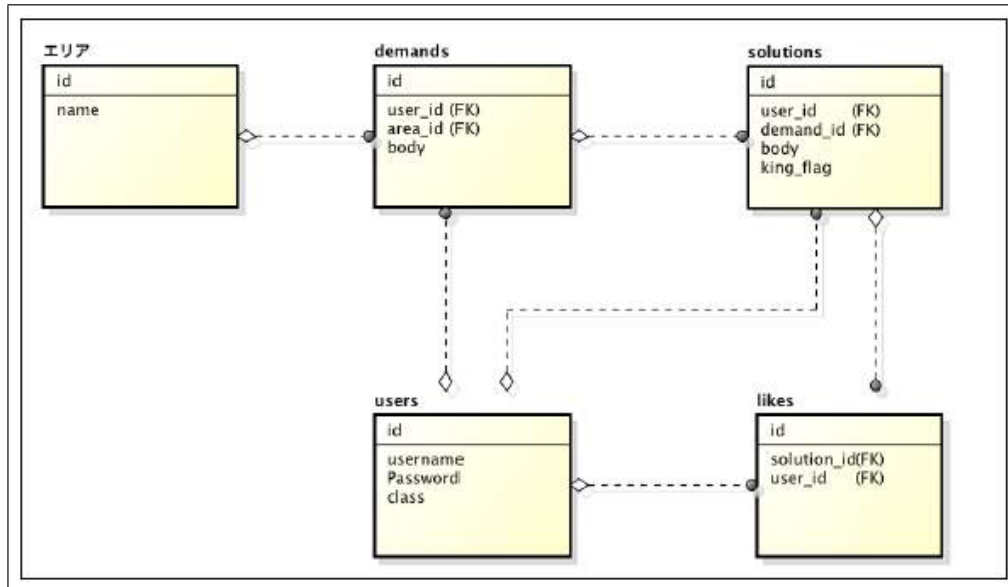 エリア
id
name
demands
id
user_id (FK)
area_id (FK)
body
solutions
id
user_id (FK)
demand_id (FK)
body
king_flag
users
id
username
Password
class
likes
id
solution_id(FK)
user_id (FK)